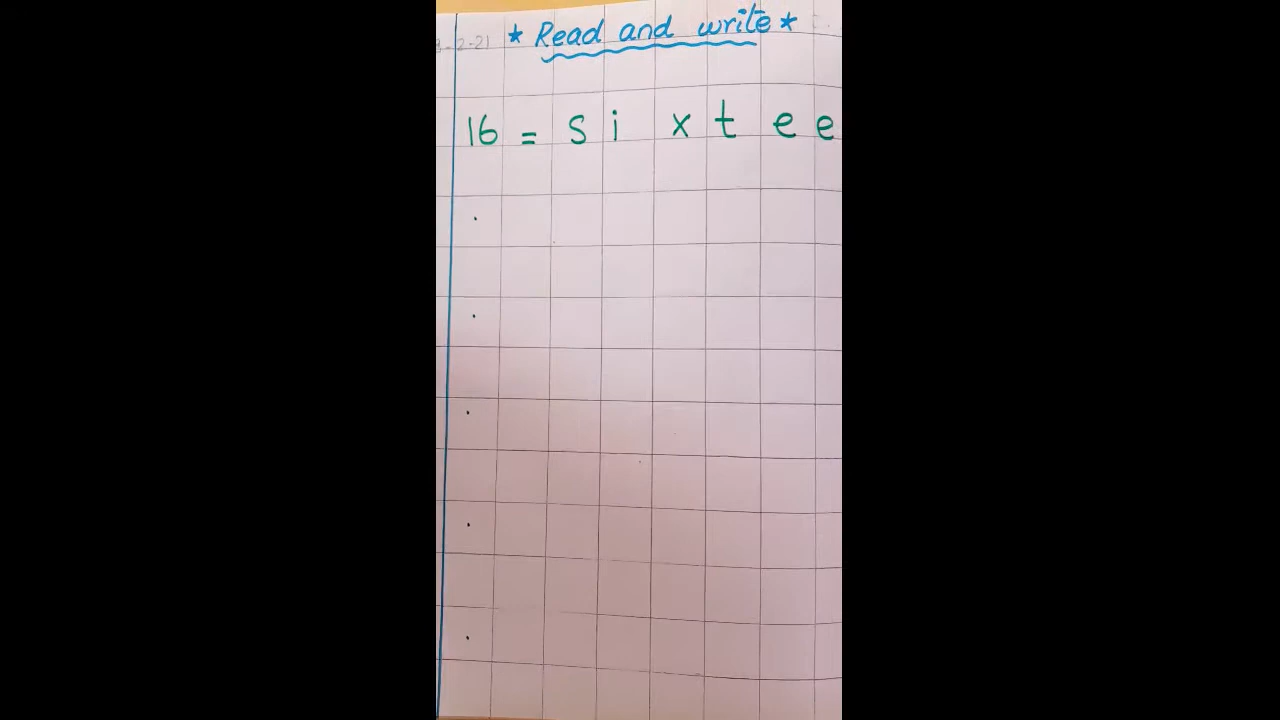 * Read and write *
16 = s i x t e e